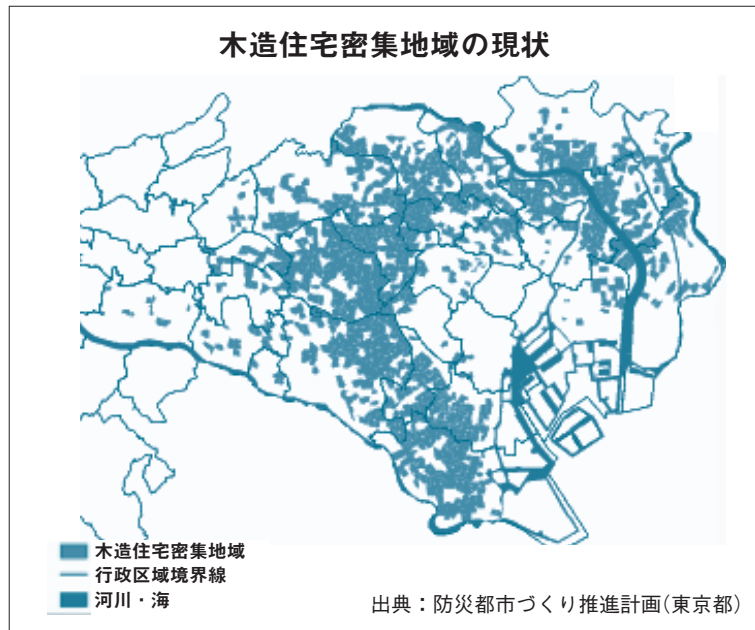 木造住宅密集地域の現状
木造住宅密集地域
行政区域境界線
河川・海
出典：防災都市づくり推進計画(東京都)